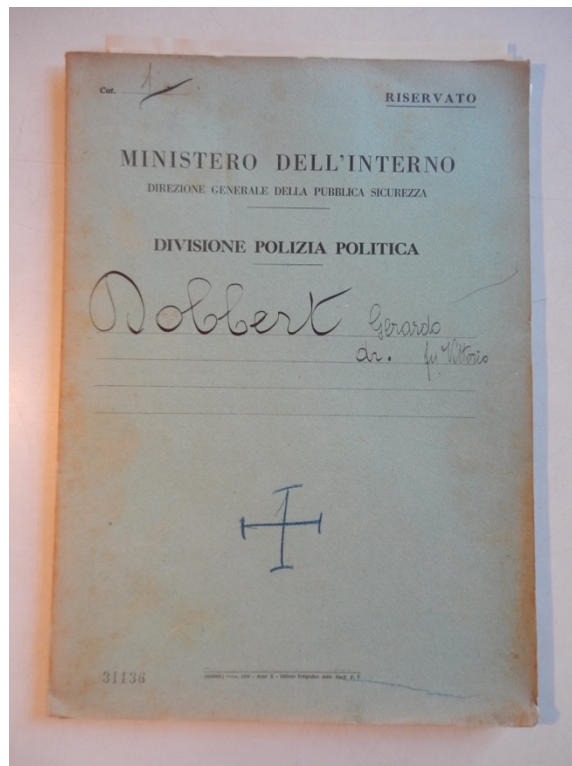 Cat. 1
RISERVATO
MINISTERO DELL'INTERNO
DIREZIONE GENERALE DELLA PUBBLICA SICUREZZA
DIVISIONE POLIZIA POLITICA
Dobbert Gerardo
dr. fu Vittorio
31136